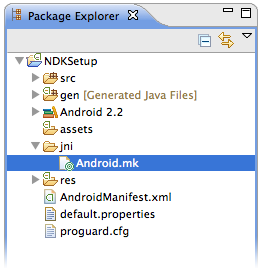 Package Explorer
NDKSetup
src
gen [Generated Java Files]
Android 2.2
assets
jni
Android.mk
res
AndroidManifest.xml
default.properties
proguard.cfg